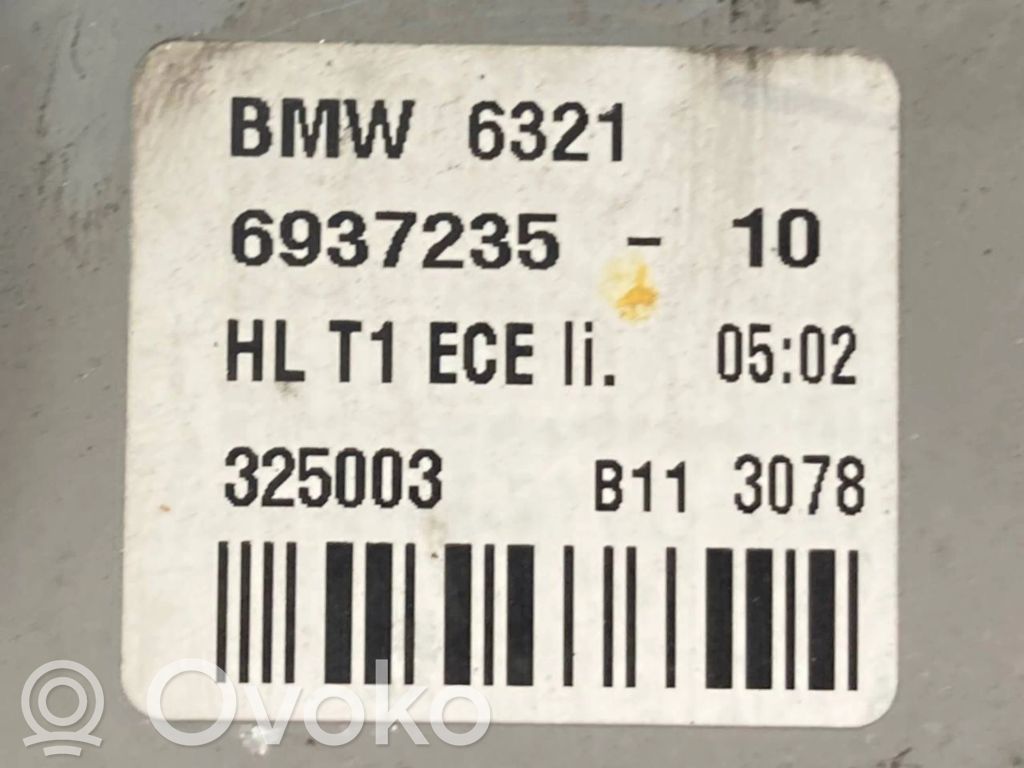 BMW 6321
6937235 - 10
HL T1 ECE li. 05:02
325003 B11 3078
Ovoko